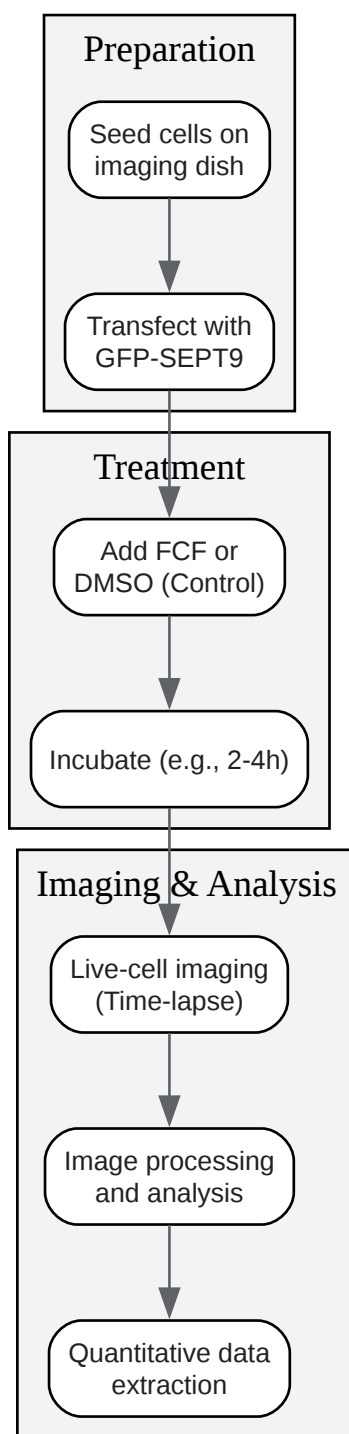 Preparation
Seed cells on
imaging dish
Transfect with
GFP-SEPT9
Treatment
Add FCF or
DMSO (Control)
Incubate (e.g., 2-4h)
Imaging & Analysis
Live-cell imaging
(Time-lapse)
Image processing
and analysis
Quantitative data
extraction